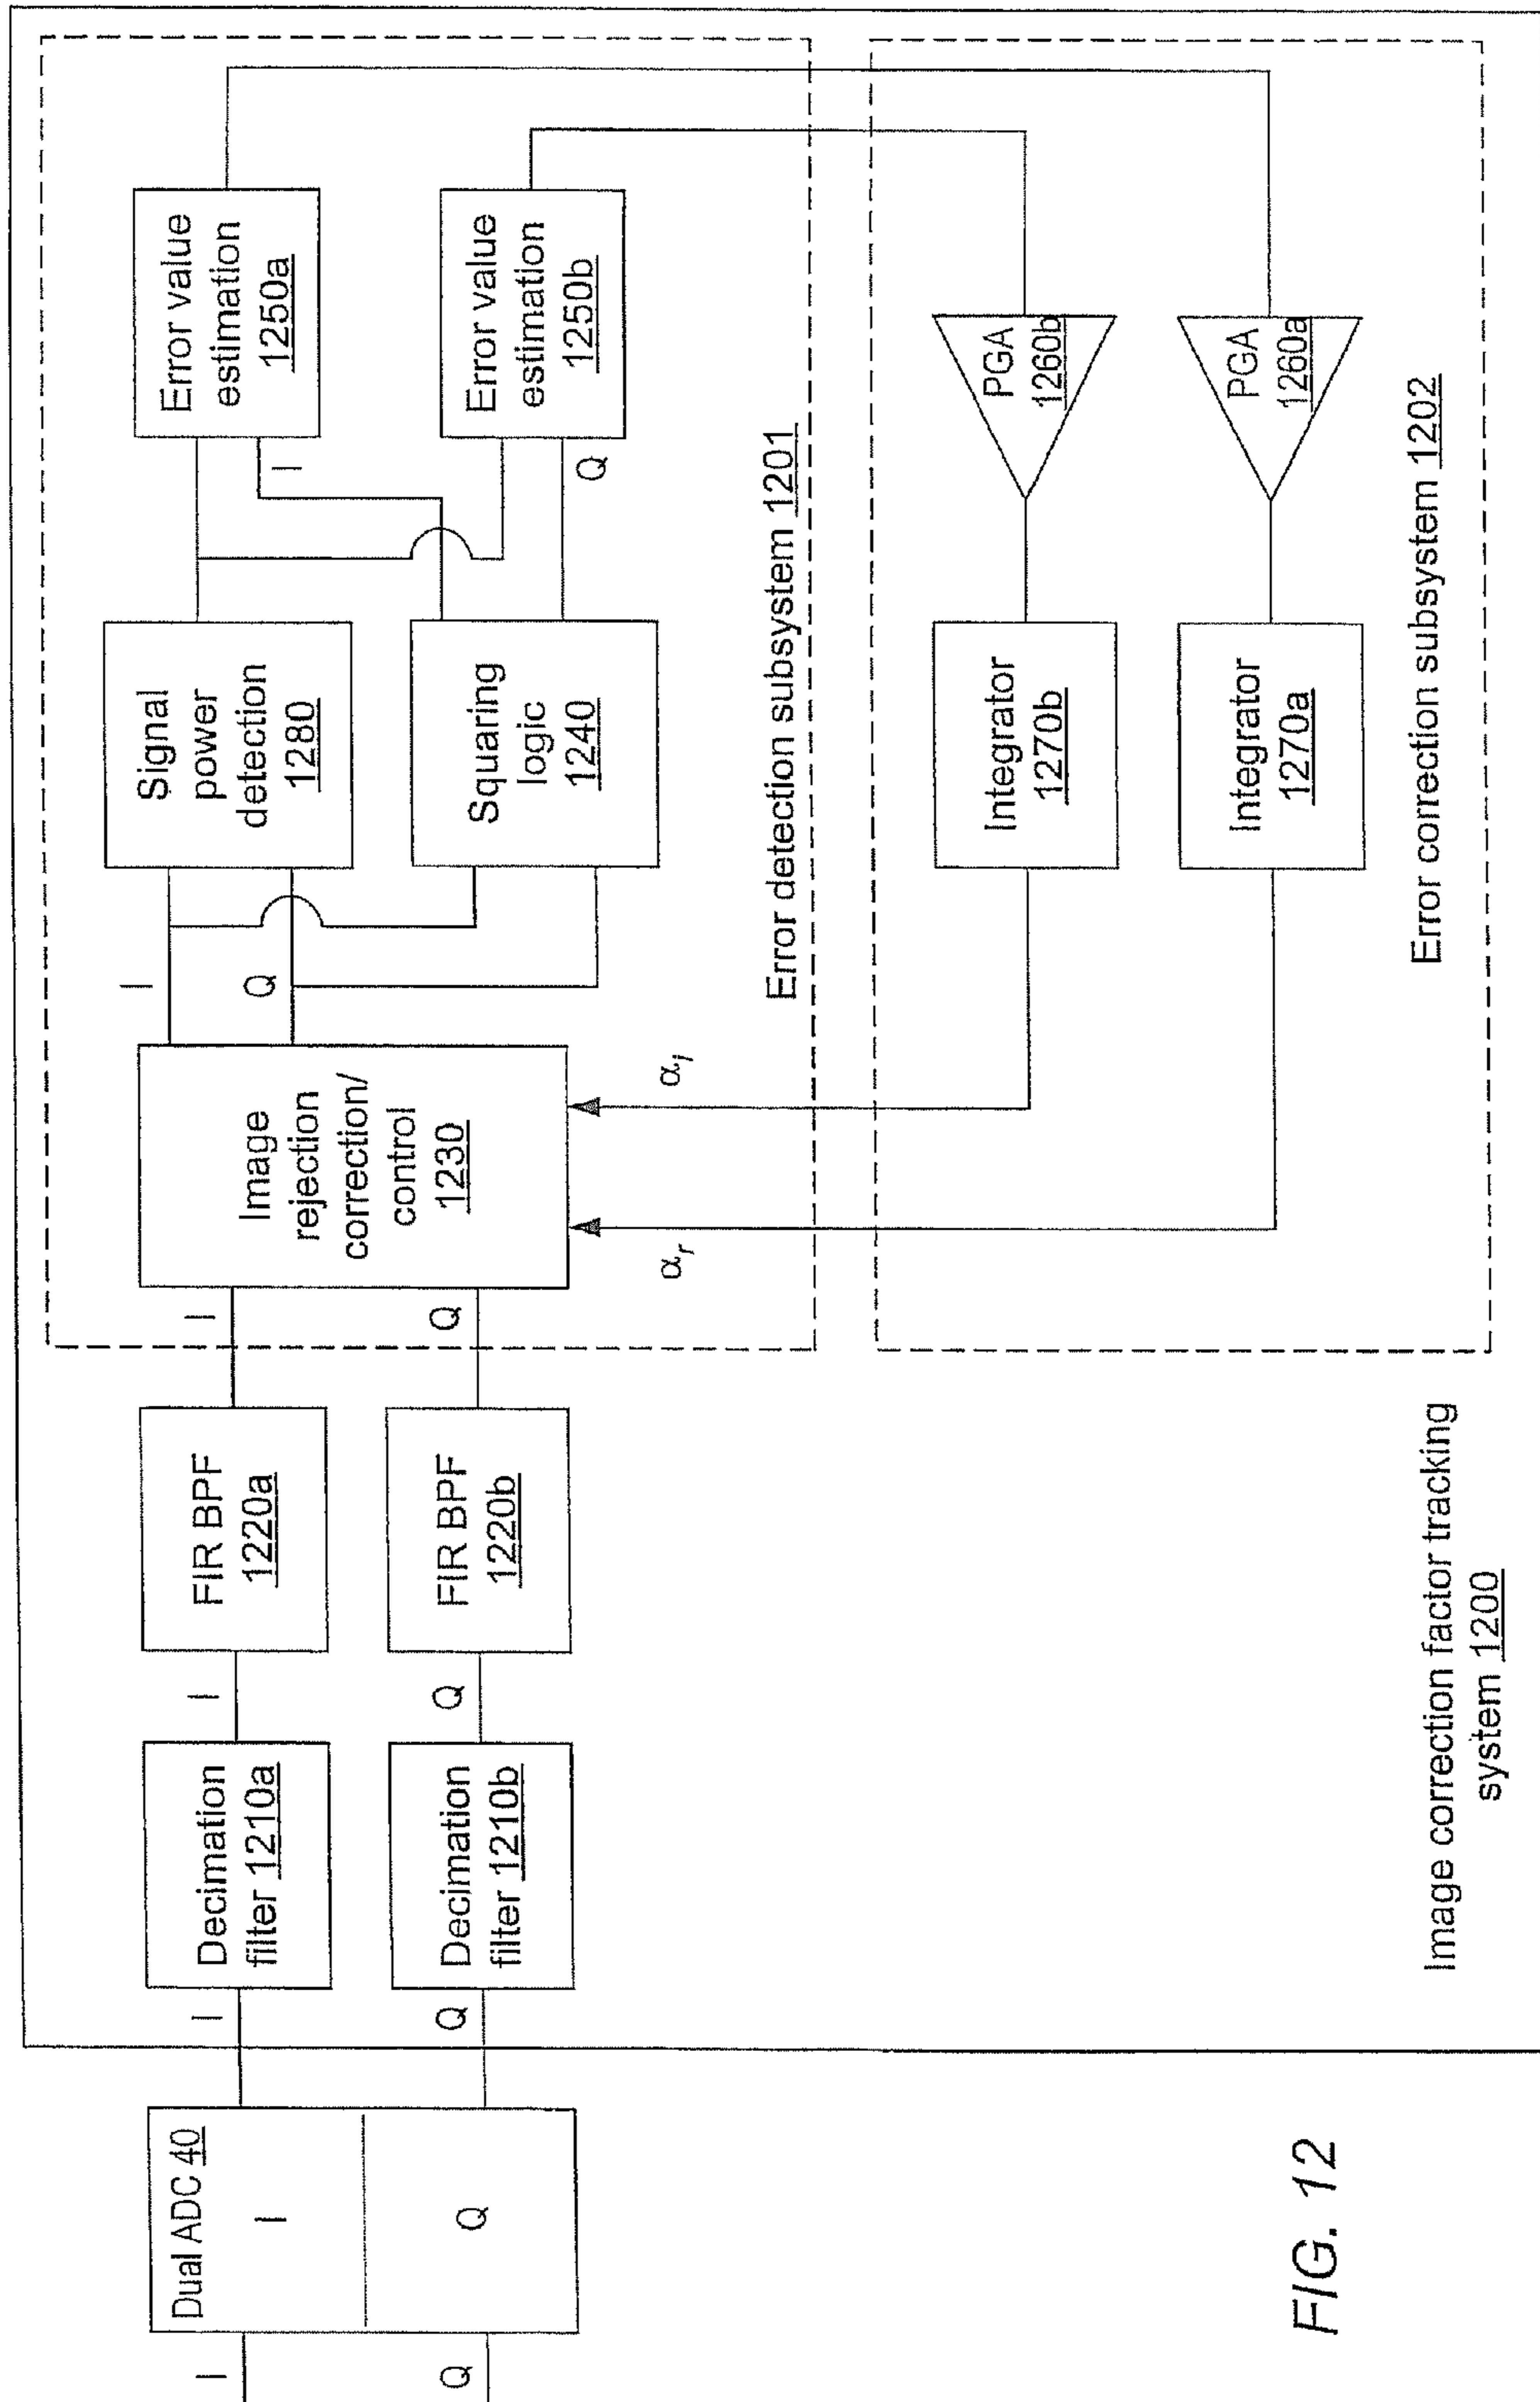 I
Q
Dual ADC 40
I
Q
I
Q
Decimation
filter 1210a
Decimation
filter 1210b
I
Q
FIR BPF
1220a
FIR BPF
1220b
I
Q
Image
rejection
correction/
control
1230
αr
αi
I
Q
Signal
power
detection
1280
Squaring
logic
1240
I
Q
Error value
estimation
1250a
Error value
estimation
1250b
Error detection subsystem 1201
Integrator
1270b
PGA
1260b
Integrator
1270a
PGA
1260a
Error correction subsystem 1202
Image correction factor tracking
system 1200
FIG. 12